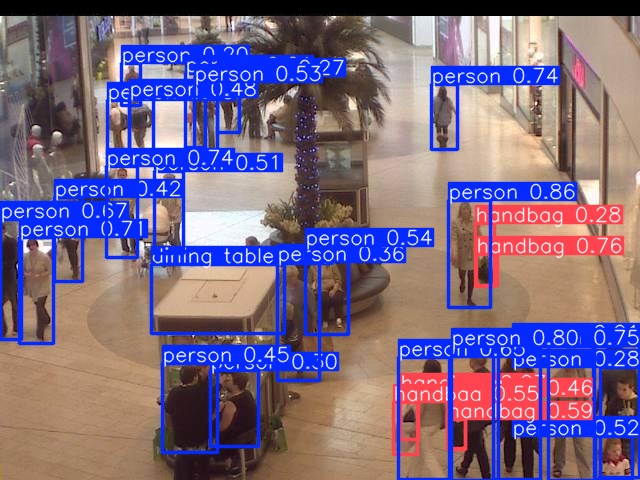 person 0.20
27
person 0.53
person 0.74
pe
person 0.48
person 0.74
0.51
person 0.42
person 0.86
person 0.67
handbag 0.28
person 0.71
person 0.54
handbag 0.76
dining table
person 0.36
person 0.80
0.75
person 0.45
0.65
person 0.28
person 0.30
0.46
handbag 0.55
handbag 0.59
person 0.52